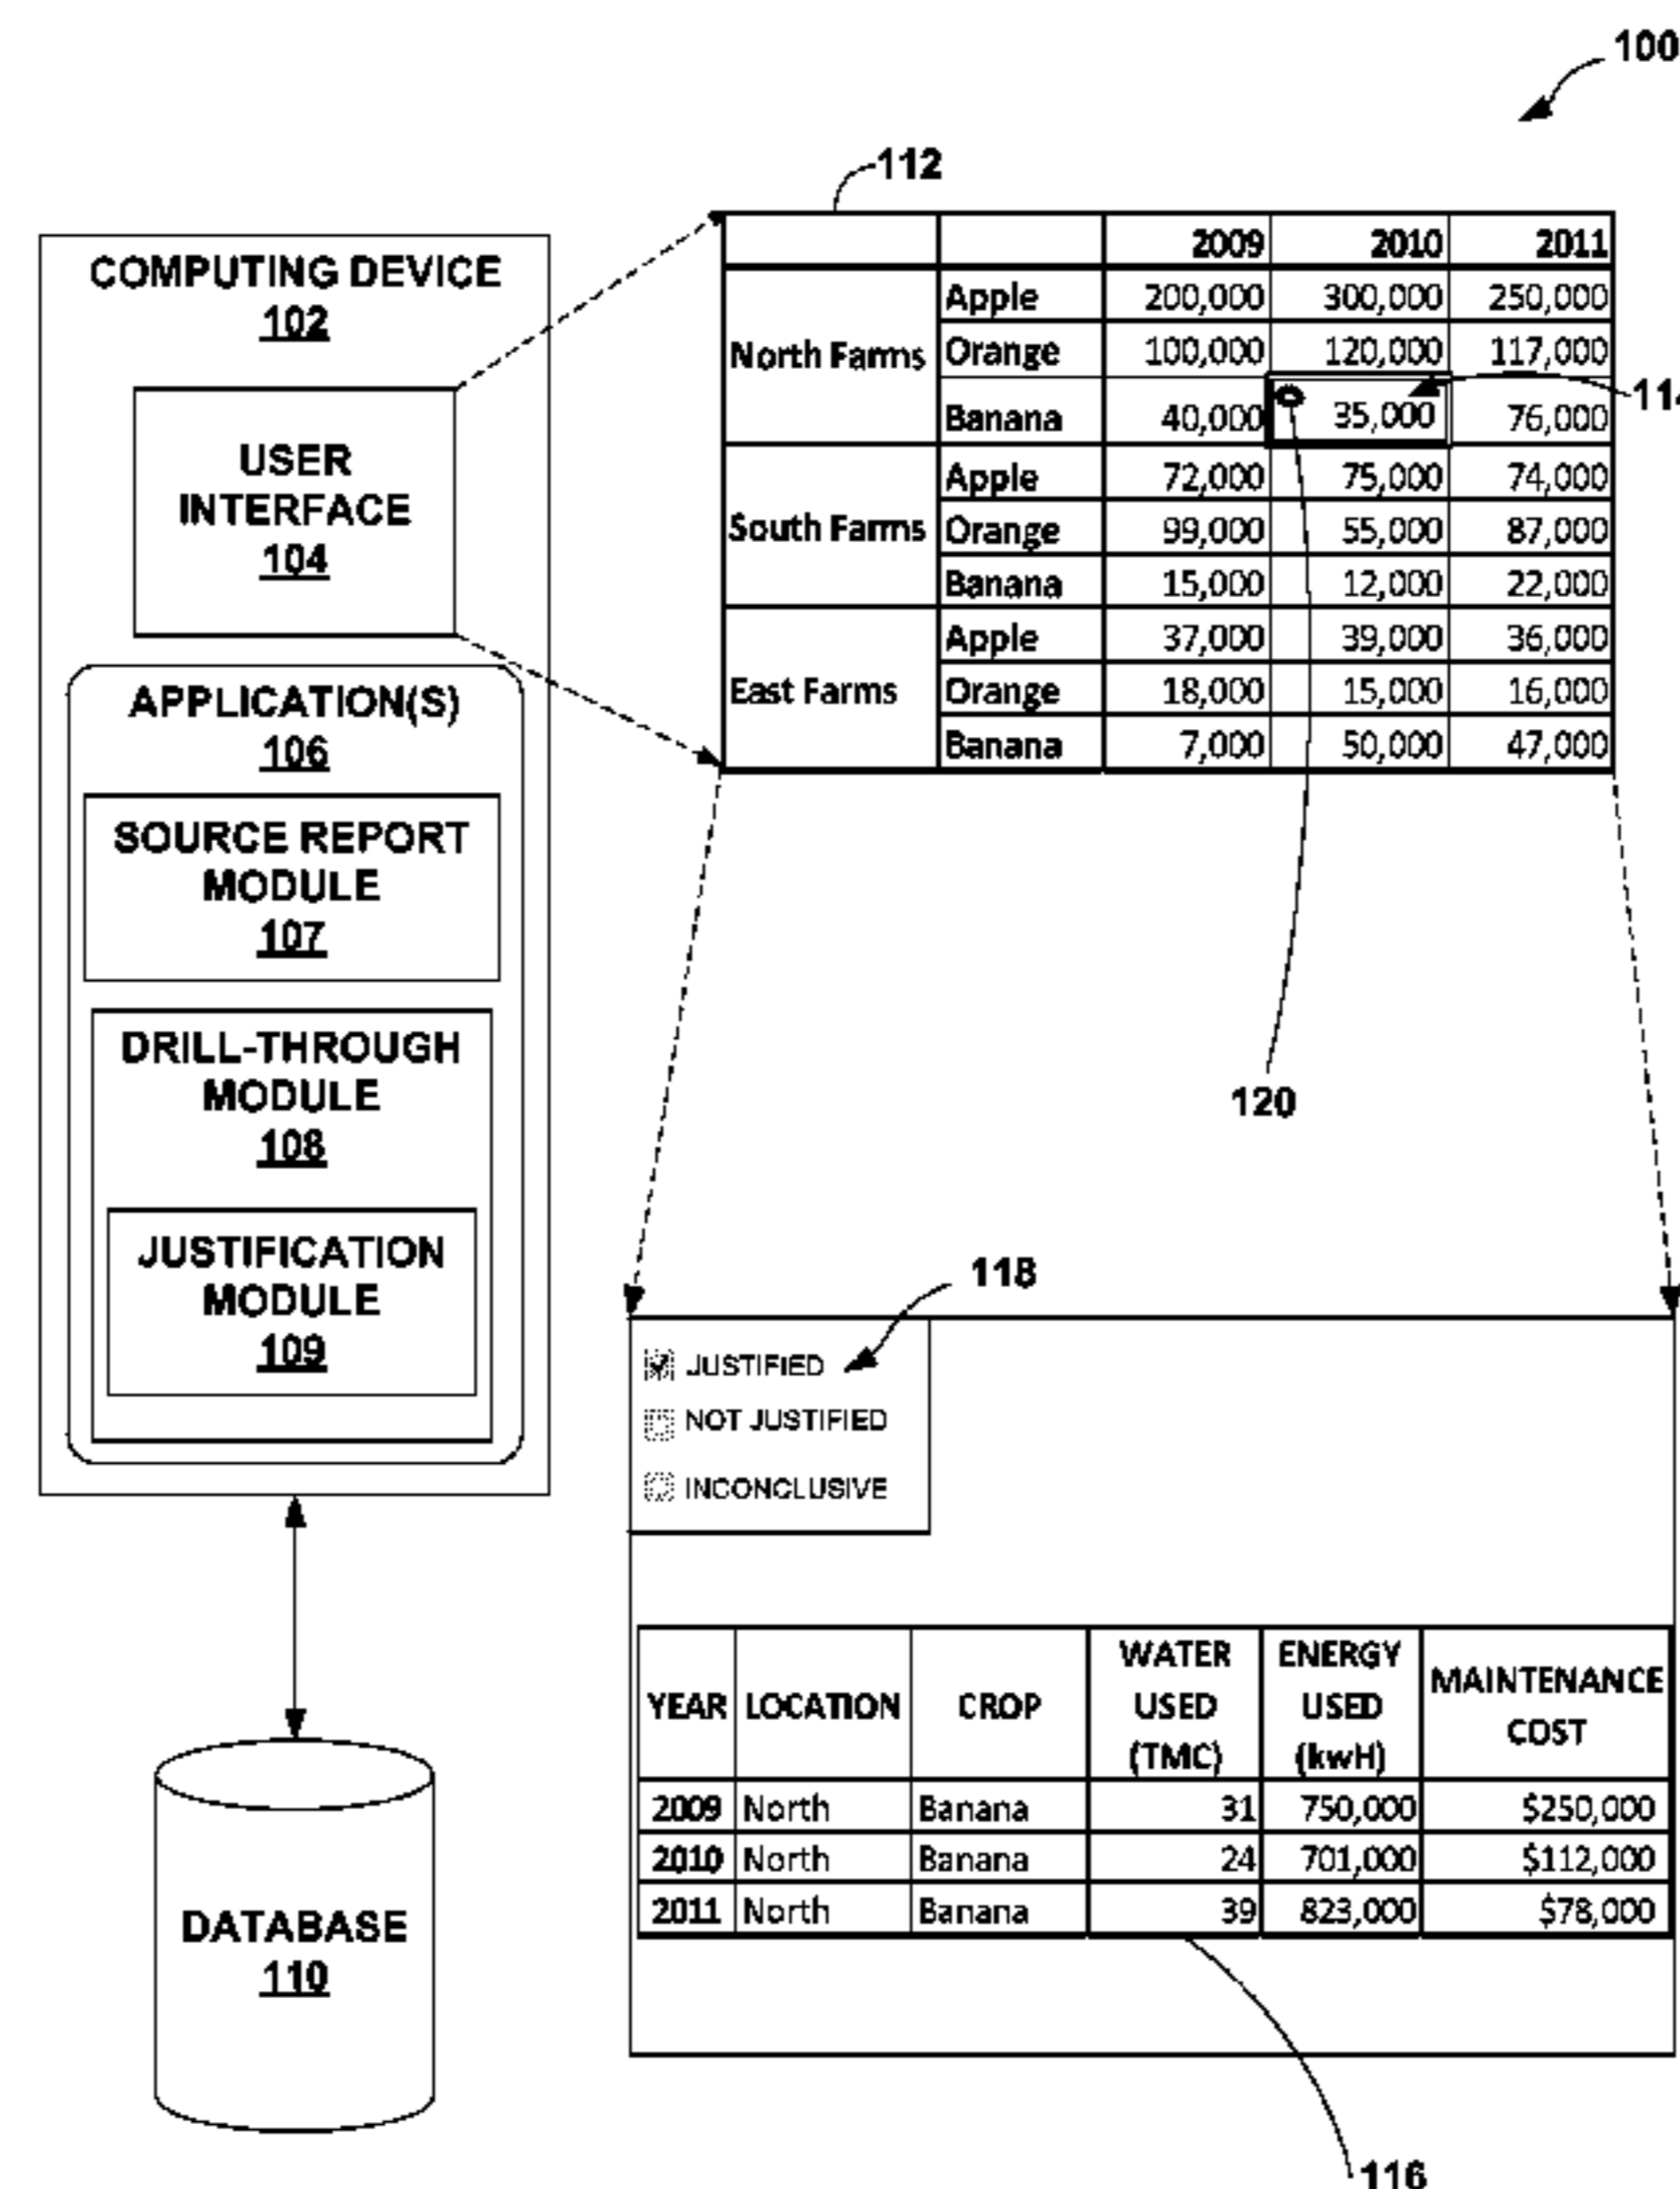 100
112
COMPUTING DEVICE
102
USER
INTERFACE
104
APPLICATION(S)
106
SOURCE REPORT
MODULE
107
DRILL-THROUGH
MODULE
108
JUSTIFICATION
MODULE
109
DATABASE
110
2009 2010 2011
North Farms
Apple 200,000 300,000 250,000
Orange 100,000 120,000 117,000
Banana 40,000 35,000 76,000
114
South Farms
Apple 72,000 75,000 74,000
Orange 99,000 55,000 87,000
Banana 15,000 12,000 22,000
East Farms
Apple 37,000 39,000 36,000
Orange 18,000 15,000 16,000
Banana 7,000 50,000 47,000
120
118
JUSTIFIED
NOT JUSTIFIED
INCONCLUSIVE
YEAR LOCATION CROP WATER USED (TMC) ENERGY USED (kwH) MAINTENANCE COST
2009 North Banana 31 750,000 $250,000
2010 North Banana 24 701,000 $112,000
2011 North Banana 39 823,000 $78,000
116